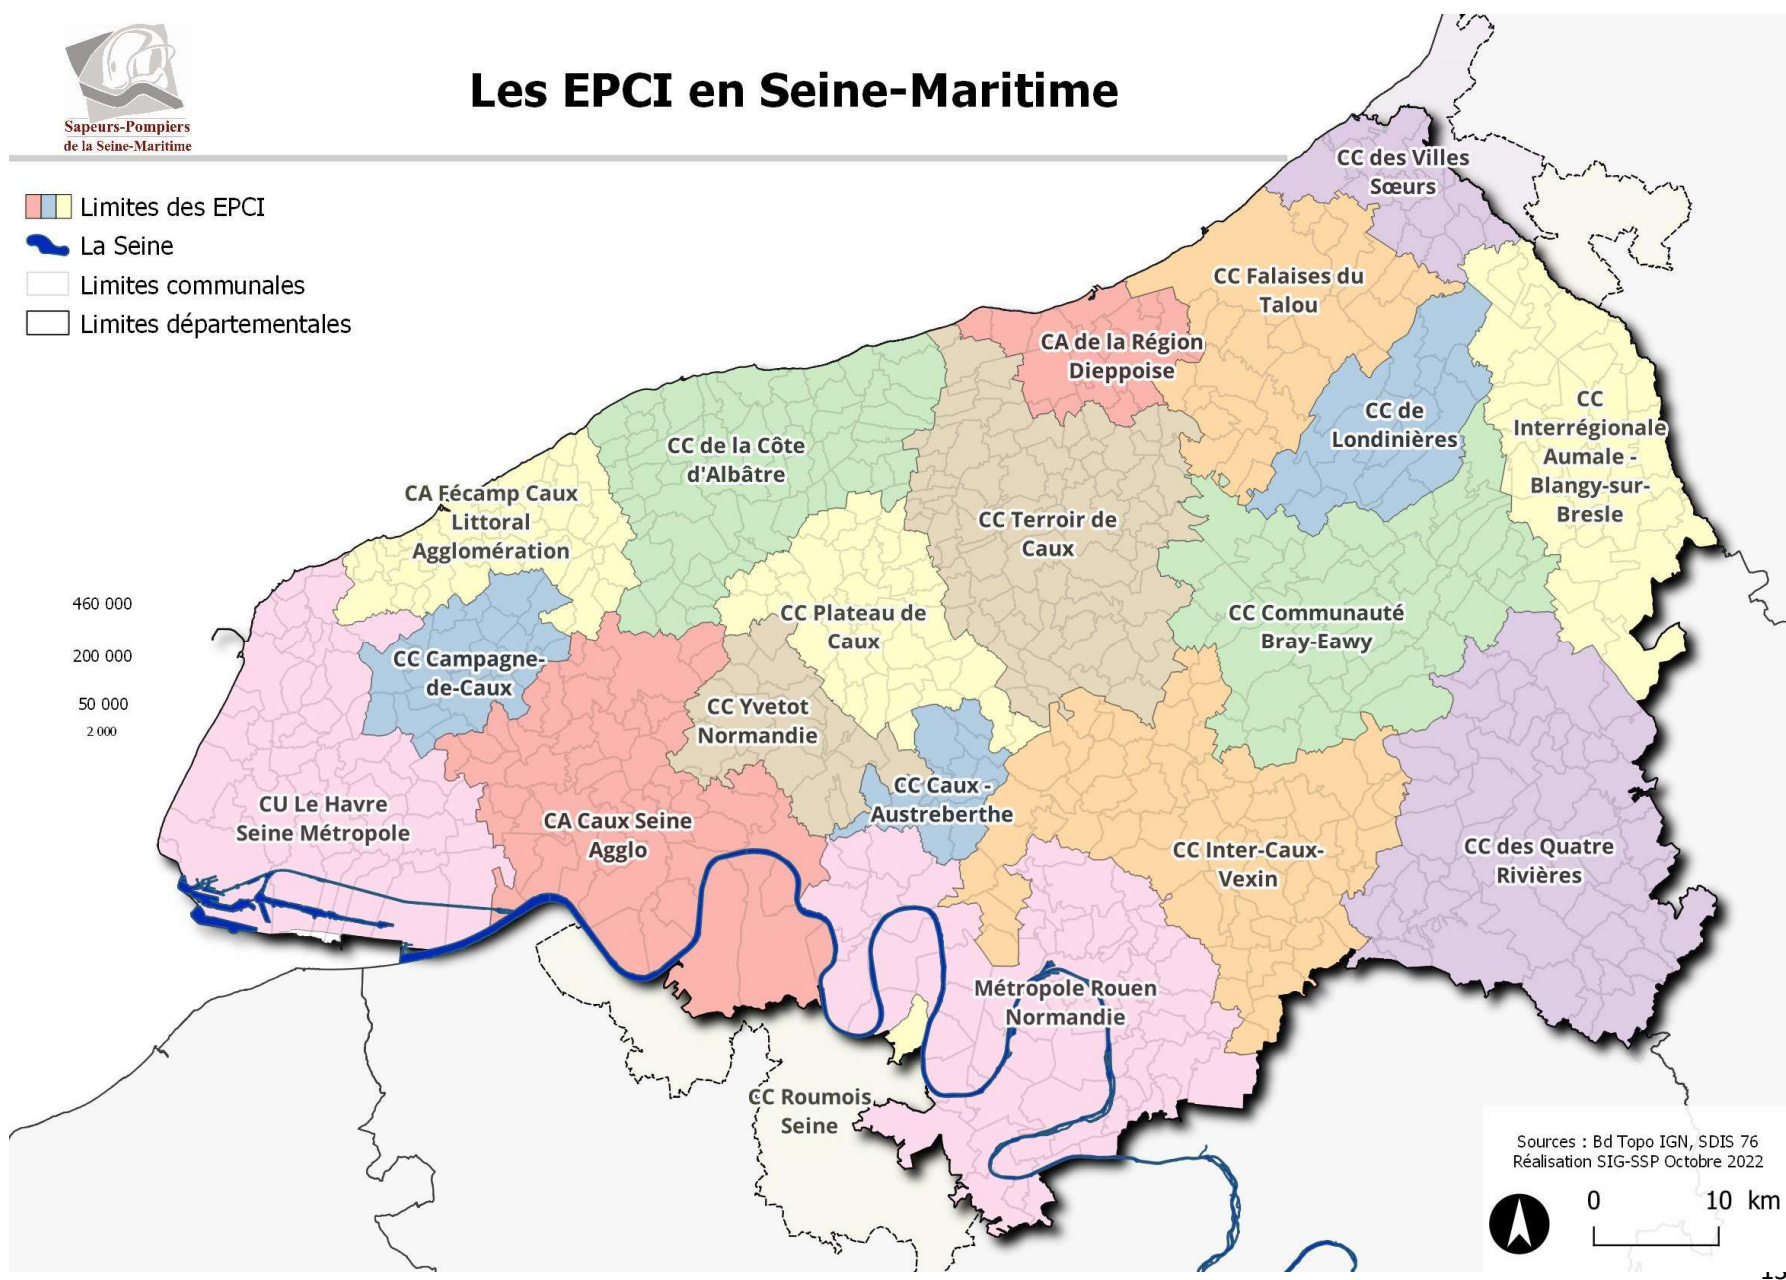 Les EPCI en Seine-Maritime
Sapeurs-Pompiers
de la Seine-Maritime
Limites des EPCI
La Seine
Limites communales
Limites départementales
CC des Villes
Sœurs
CC Falaises du
Talou
CA de la Région
Dieppoise
CC de
Londinières
CC
Interrégionale
Aumale -
Blangy-sur-
Bresle
CC de la Côte
d'Albâtre
CA Fécamp Caux
Littoral
Agglomération
CC Terroir de
Caux
460 000
200 000
50 000
2 000
CC Plateau de
Caux
CC Communauté
Bray-Eawy
CC Campagne-
de-Caux
CC Yvetot
Normandie
CC Caux -
Austreberthe
CU Le Havre
Seine Métropole
CA Caux Seine
Agglo
CC Inter-Caux-
Vexin
CC des Quatre
Rivières
Métropole Rouen
Normandie
CC Roumois
Seine
Sources : Bd Topo IGN, SDIS 76
Réalisation SIG-SSP Octobre 2022
0 10 km